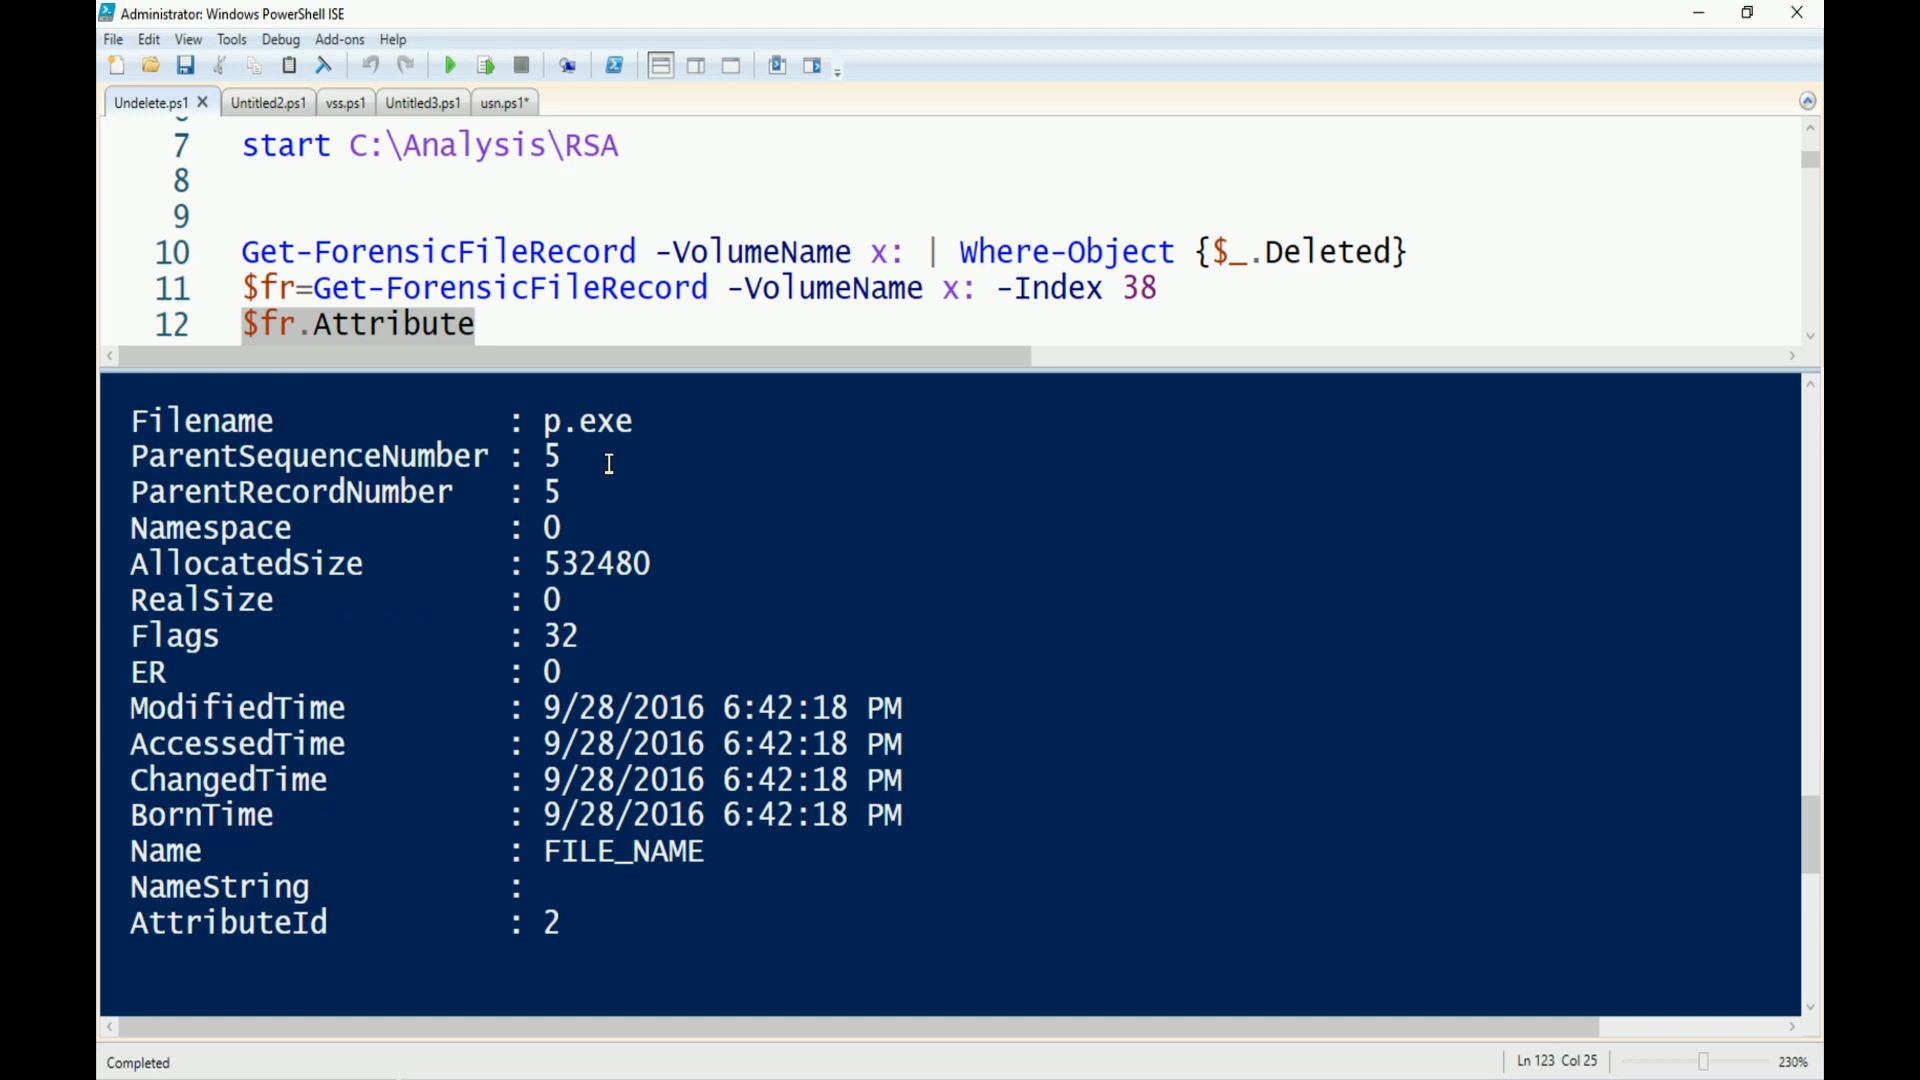 Administrator: Windows PowerShell ISE
File Edit View Tools Debug Add-ons Help
Undelete.ps1 Untitled2.ps1 vss.ps1 Untitled3.ps1 usn.ps1*
7 start C:\Analysis\RSA
8
9
10 Get-ForensicFileRecord -VolumeName x: | Where-Object {$_.Deleted}
11 $fr=Get-ForensicFileRecord -VolumeName x: -Index 38
12 $fr.Attribute
Filename : p.exe
ParentSequenceNumber : 5
ParentRecordNumber : 5
Namespace : 0
AllocatedSize : 532480
RealSize : 0
Flags : 32
ER : 0
ModifiedTime : 9/28/2016 6:42:18 PM
AccessedTime : 9/28/2016 6:42:18 PM
ChangedTime : 9/28/2016 6:42:18 PM
BornTime : 9/28/2016 6:42:18 PM
Name : FILE_NAME
NameString :
AttributeId : 2
Completed Ln 123 Col 25 230%